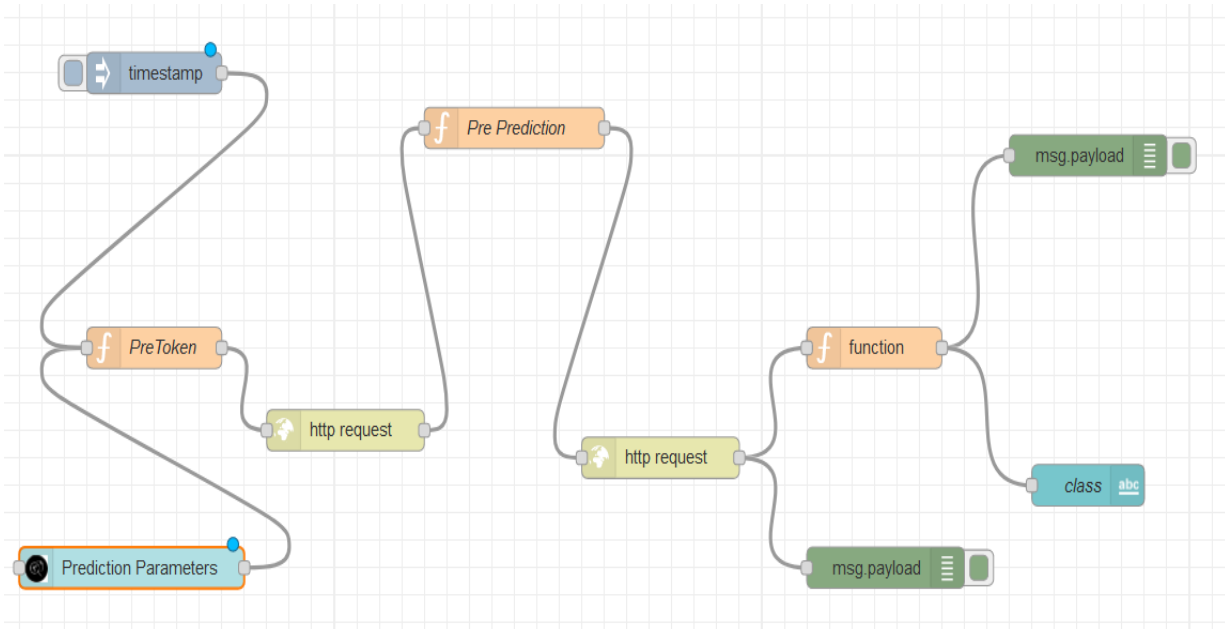 timestamp
Pre Prediction
msg.payload
PreToken
function
http request
http request
class
abc
Prediction Parameters
msg.payload